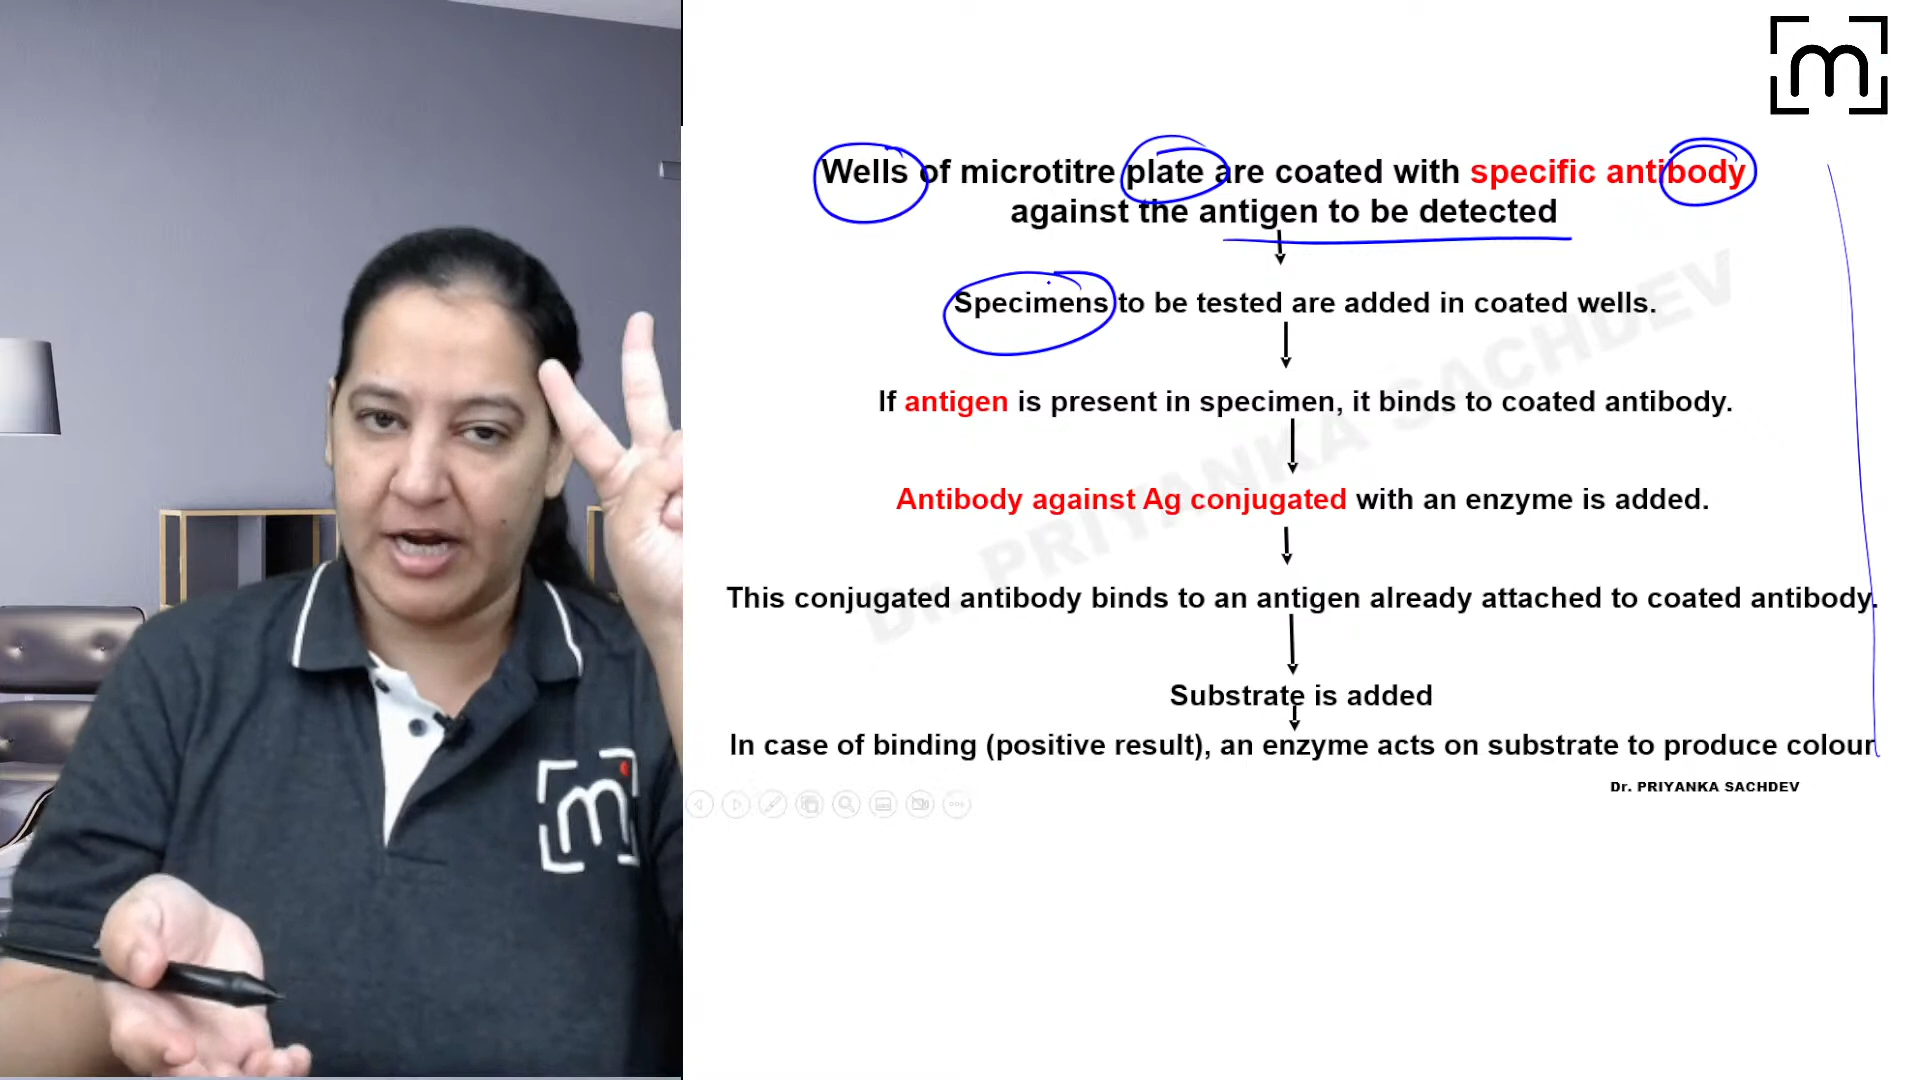 m
Wells of microtitre plate are coated with specific antibody
against the antigen to be detected
Specimens to be tested are added in coated wells.
If antigen is present in specimen, it binds to coated antibody.
Antibody against Ag conjugated with an enzyme is added.
This conjugated antibody binds to an antigen already attached to coated antibody.
Substrate is added
In case of binding (positive result), an enzyme acts on substrate to produce colour
Dr. PRIYANKA SACHDEV
Dr. PRIYANKA SACHDEV
m